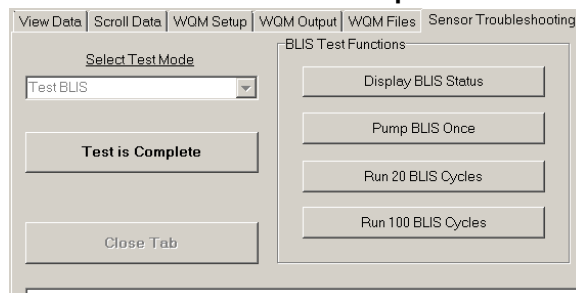 View Data Scroll Data WQM Setup WQM Output WQM Files Sensor Troubleshooting
Select Test Mode
Test BLIS
Test is Complete
Close Tab
BLIS Test Functions
Display BLIS Status
Pump BLIS Once
Run 20 BLIS Cycles
Run 100 BLIS Cycles